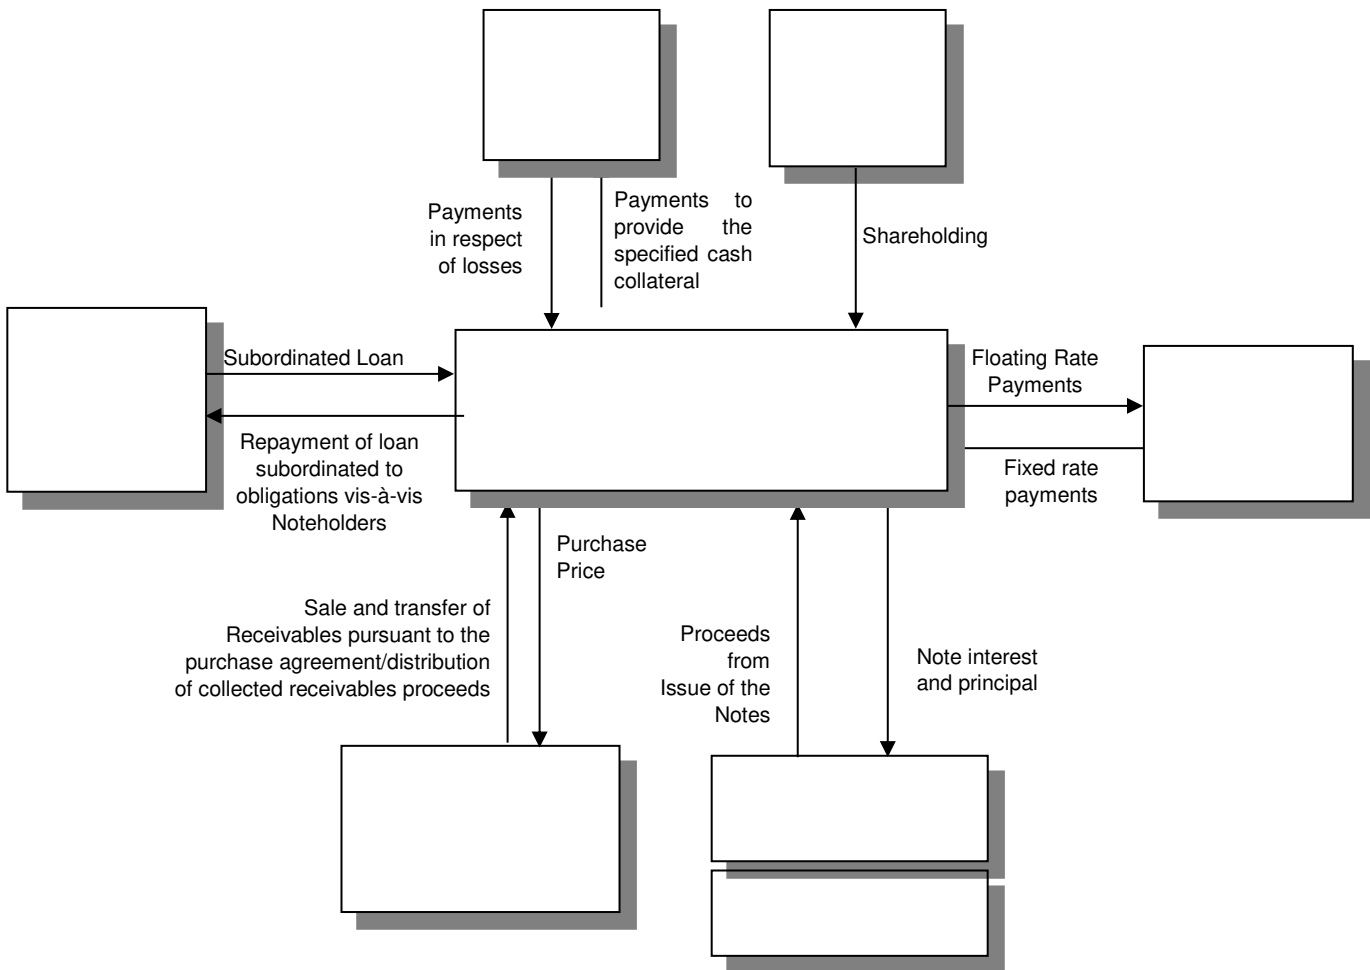 Payments
in respect
of losses
Payments to
provide the
specified cash
collateral
Shareholding
Subordinated Loan
Floating Rate
Payments
Repayment of loan
subordinated to
obligations vis-à-vis
Noteholders
Fixed rate
payments
Purchase
Price
Sale and transfer of
Receivables pursuant to the
purchase agreement/distribution
of collected receivables proceeds
Proceeds
from
Issue of the
Notes
Note interest
and principal